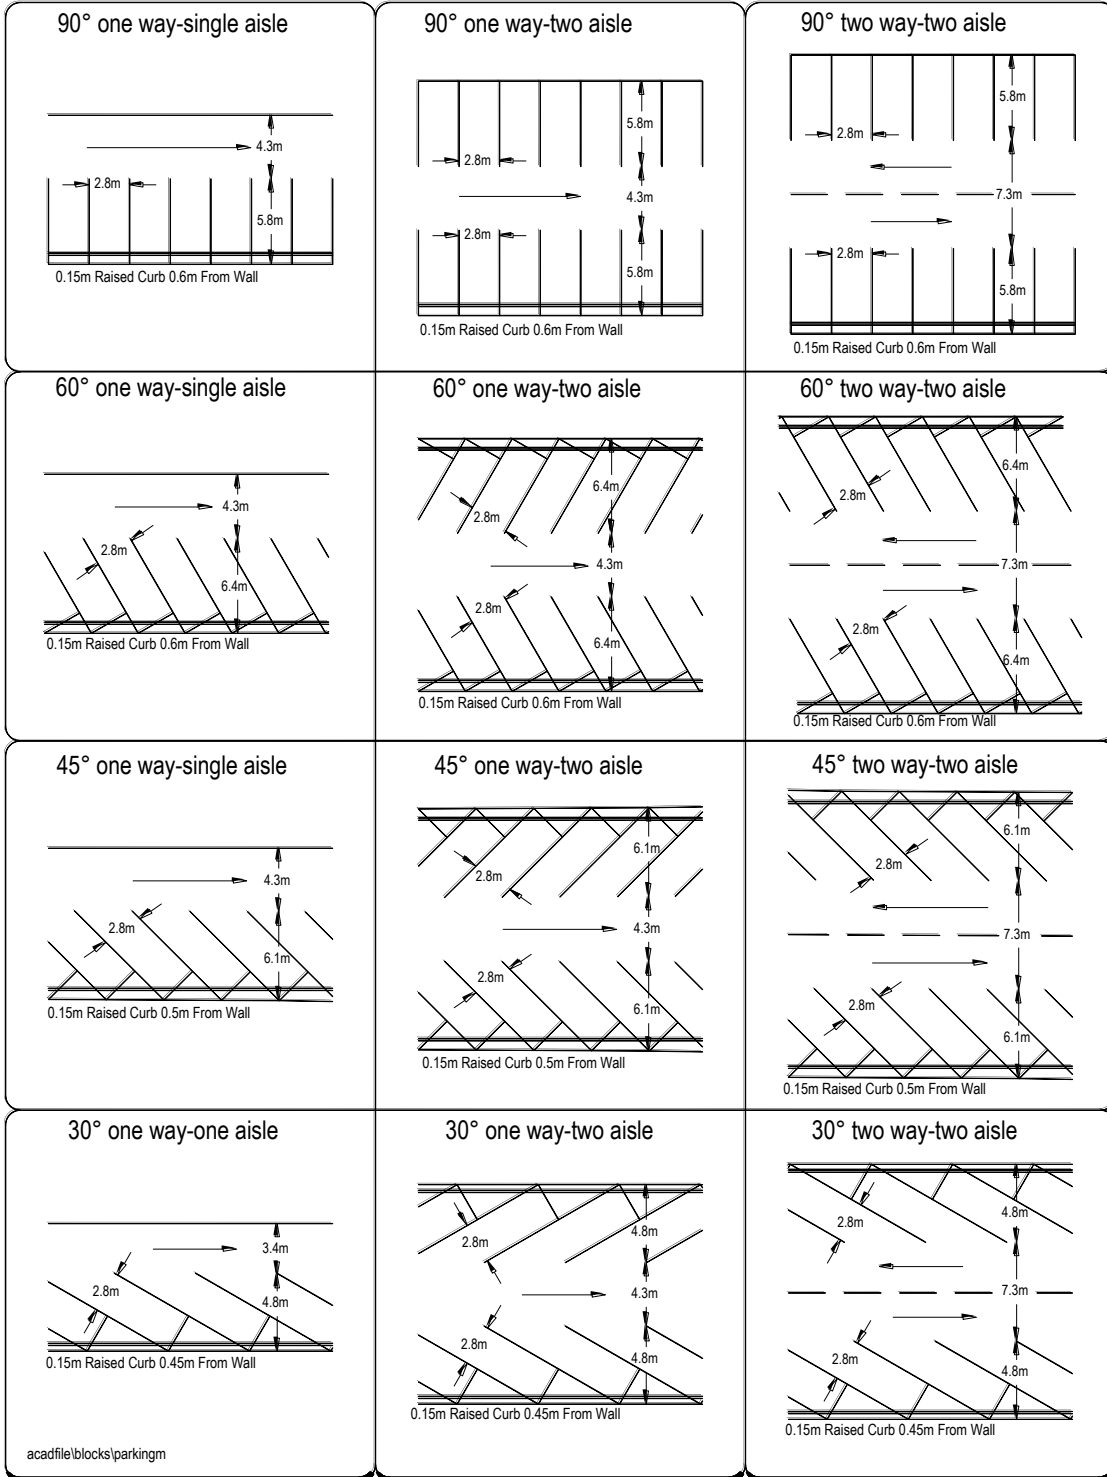 90° one way-single aisle
4.3m
2.8m
5.8m
0.15m Raised Curb 0.6m From Wall
90° one way-two aisle
5.8m
2.8m
4.3m
2.8m
5.8m
0.15m Raised Curb 0.6m From Wall
90° two way-two aisle
5.8m
2.8m
7.3m
2.8m
5.8m
0.15m Raised Curb 0.6m From Wall
60° one way-single aisle
4.3m
2.8m
6.4m
0.15m Raised Curb 0.6m From Wall
60° one way-two aisle
6.4m
2.8m
4.3m
2.8m
6.4m
0.15m Raised Curb 0.6m From Wall
60° two way-two aisle
6.4m
2.8m
7.3m
2.8m
6.4m
0.15m Raised Curb 0.6m From Wall
45° one way-single aisle
4.3m
2.8m
6.1m
0.15m Raised Curb 0.5m From Wall
45° one way-two aisle
6.1m
2.8m
4.3m
2.8m
6.1m
0.15m Raised Curb 0.5m From Wall
45° two way-two aisle
6.1m
2.8m
7.3m
2.8m
6.1m
0.15m Raised Curb 0.5m From Wall
30° one way-one aisle
3.4m
2.8m
4.8m
0.15m Raised Curb 0.45m From Wall
acadfile\blocks\parkingm
30° one way-two aisle
4.8m
2.8m
4.3m
2.8m
4.8m
0.15m Raised Curb 0.45m From Wall
30° two way-two aisle
4.8m
2.8m
7.3m
2.8m
4.8m
0.15m Raised Curb 0.45m From Wall